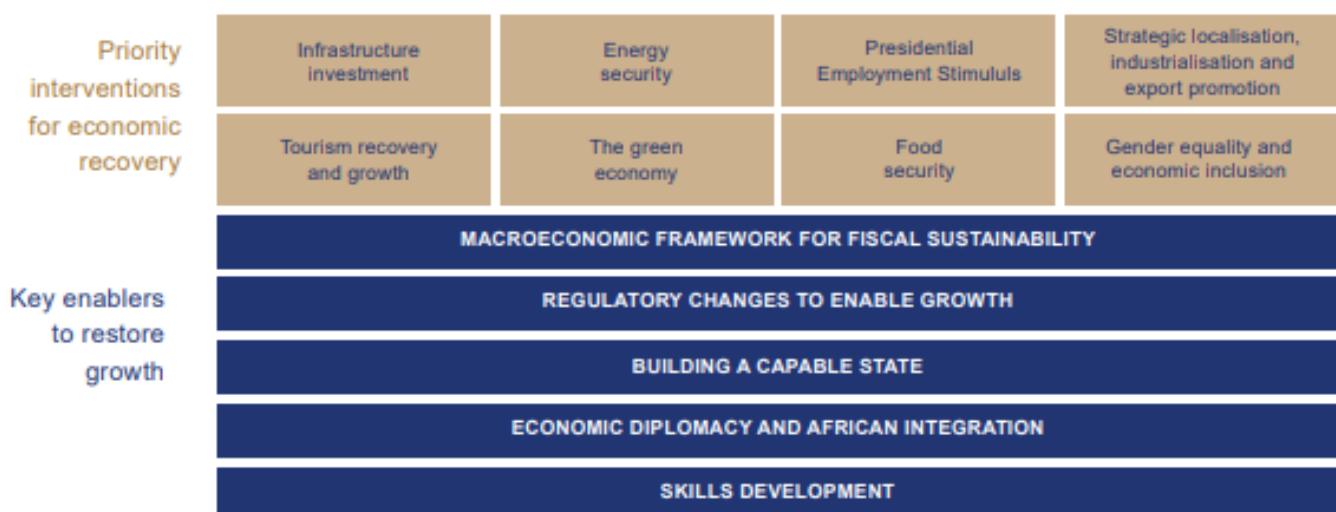 Priority
interventions
for economic
recovery
Infrastructure
investment
Energy
security
Presidential
Employment Stimululs
Strategic localisation,
industrialisation and
export promotion
Tourism recovery
and growth
The green
economy
Food
security
Gender equality and
economic inclusion
Key enablers
to restore
growth
MACROECONOMIC FRAMEWORK FOR FISCAL SUSTAINABILITY
REGULATORY CHANGES TO ENABLE GROWTH
BUILDING A CAPABLE STATE
ECONOMIC DIPLOMACY AND AFRICAN INTEGRATION
SKILLS DEVELOPMENT